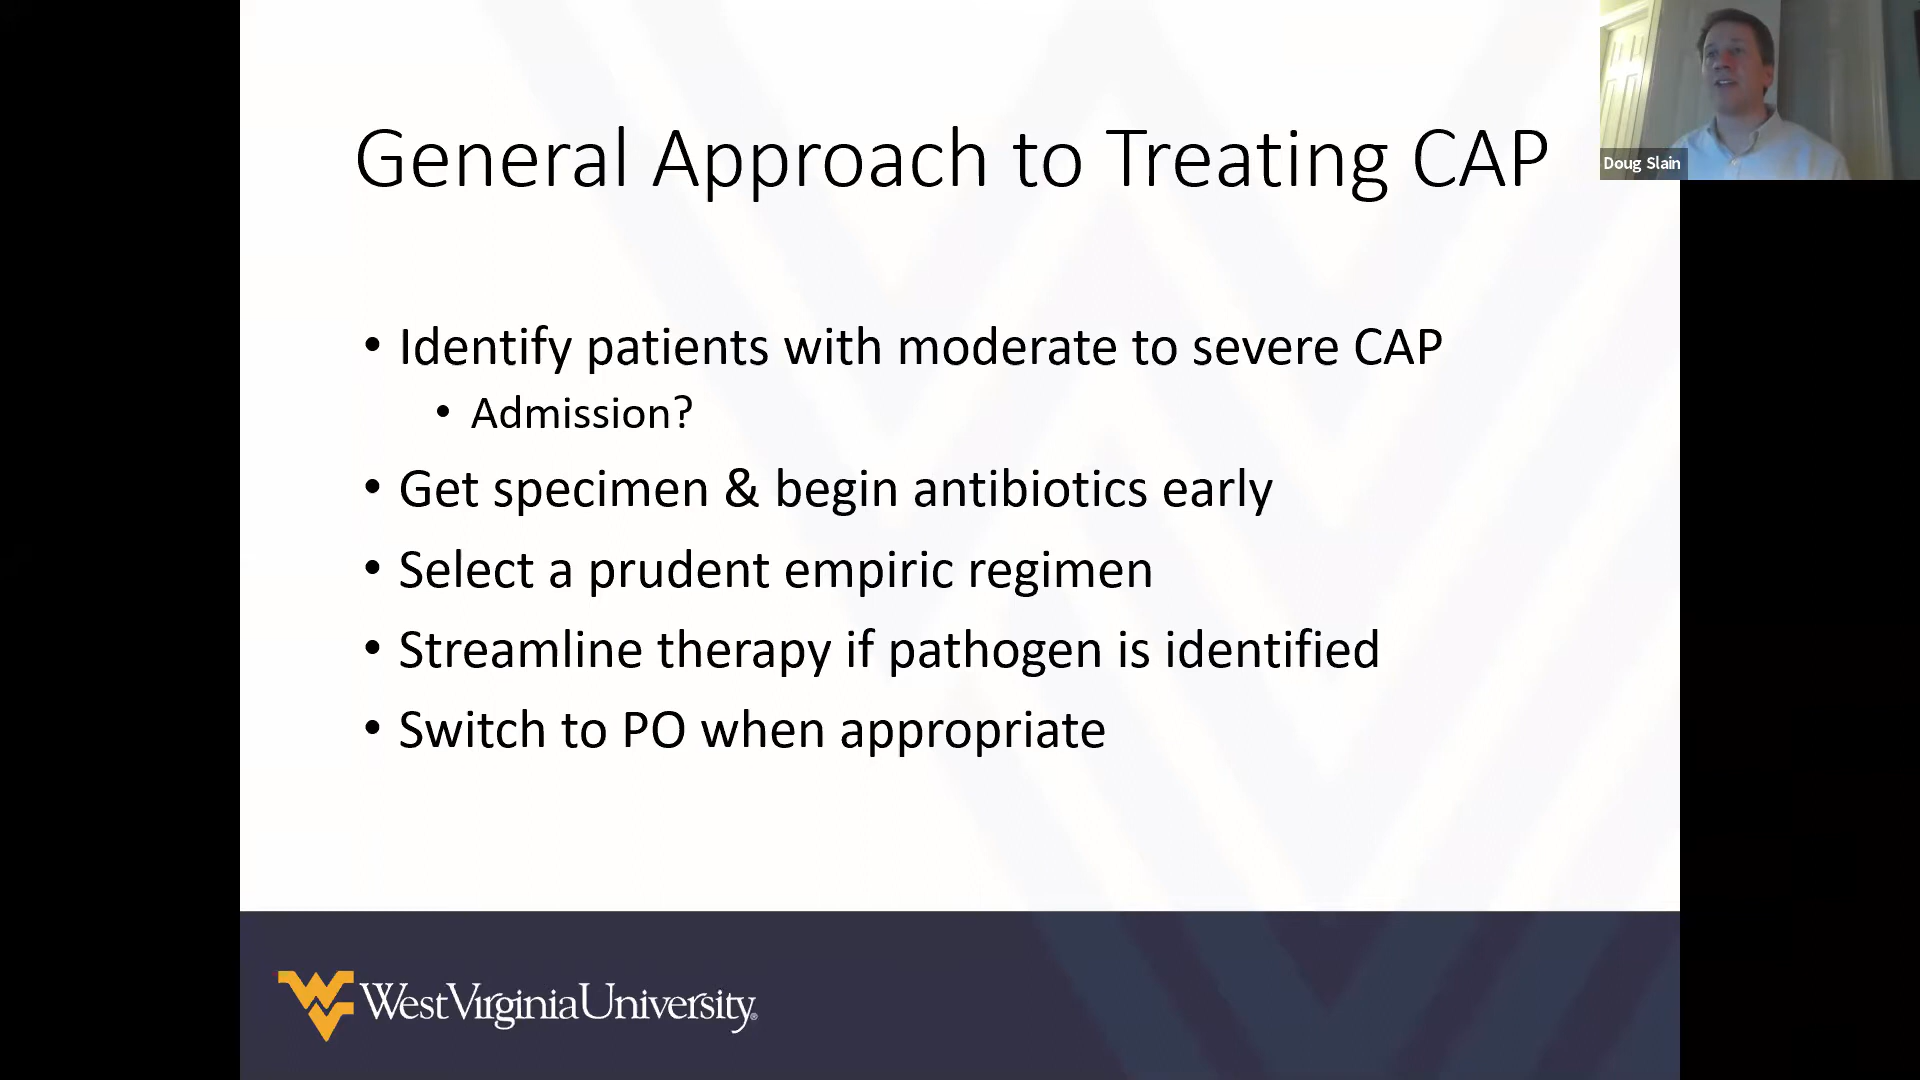 General Approach to Treating CAP
Doug Slain
• Identify patients with moderate to severe CAP
• Admission?
• Get specimen & begin antibiotics early
• Select a prudent empiric regimen
• Streamline therapy if pathogen is identified
• Switch to PO when appropriate
WestVirginiaUniversity®